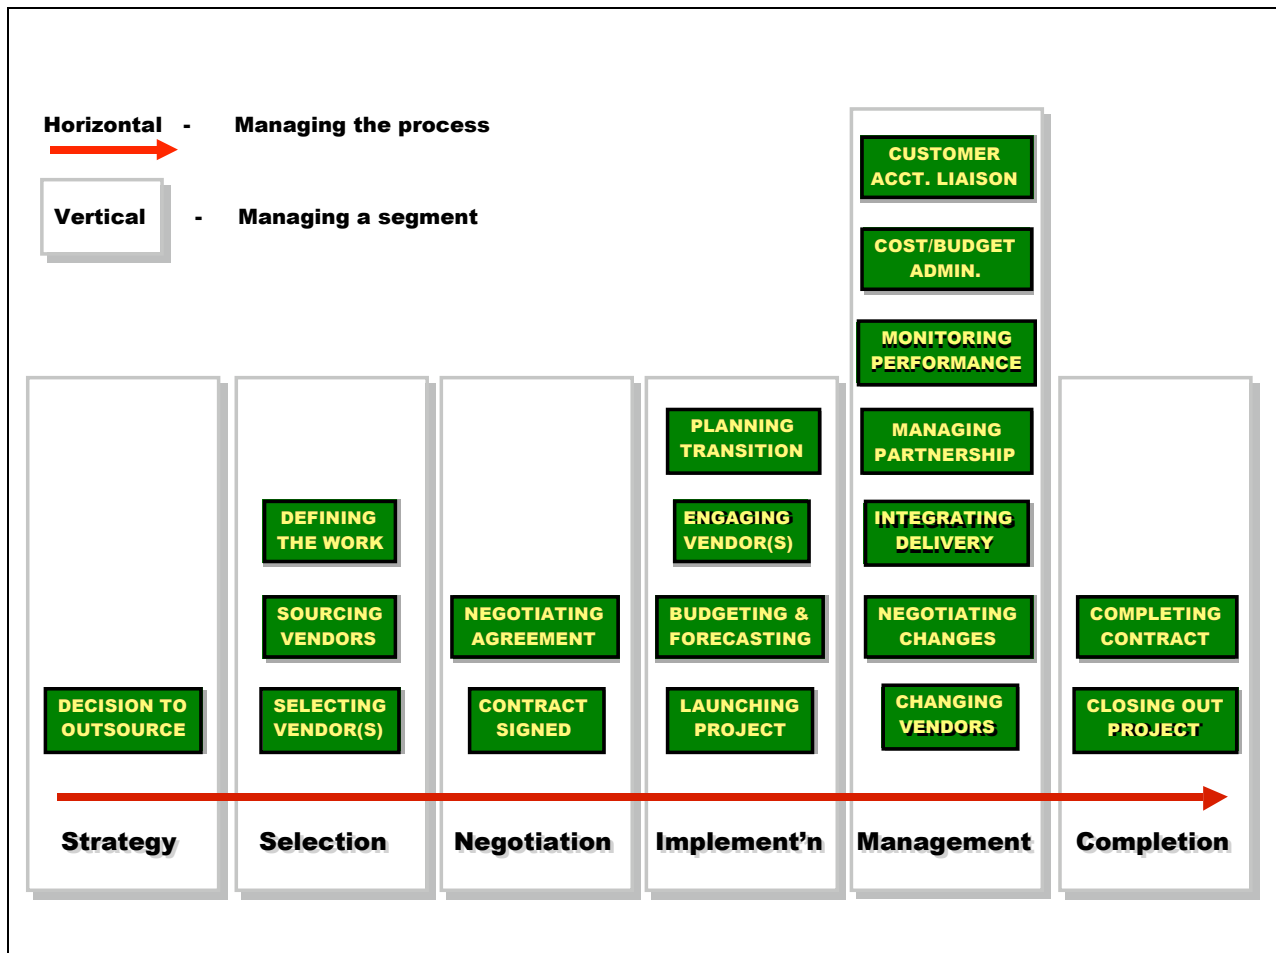 Horizontal - Managing the process
Vertical - Managing a segment
DECISION TO
OUTSOURCE
Strategy
DEFINING
THE WORK
SOURCING
VENDORS
SELECTING
VENDOR(S)
Selection
NEGOTIATING
AGREEMENT
CONTRACT
SIGNED
Negotiation
PLANNING
TRANSITION
ENGAGING
VENDOR(S)
BUDGETING &
FORECASTING
LAUNCHING
PROJECT
Implement’n
CUSTOMER
ACCT. LIAISON
COST/BUDGET
ADMIN.
MONITORING
PERFORMANCE
MANAGING
PARTNERSHIP
INTEGRATING
DELIVERY
NEGOTIATING
CHANGES
CHANGING
VENDORS
Management
COMPLETING
CONTRACT
CLOSING OUT
PROJECT
Completion